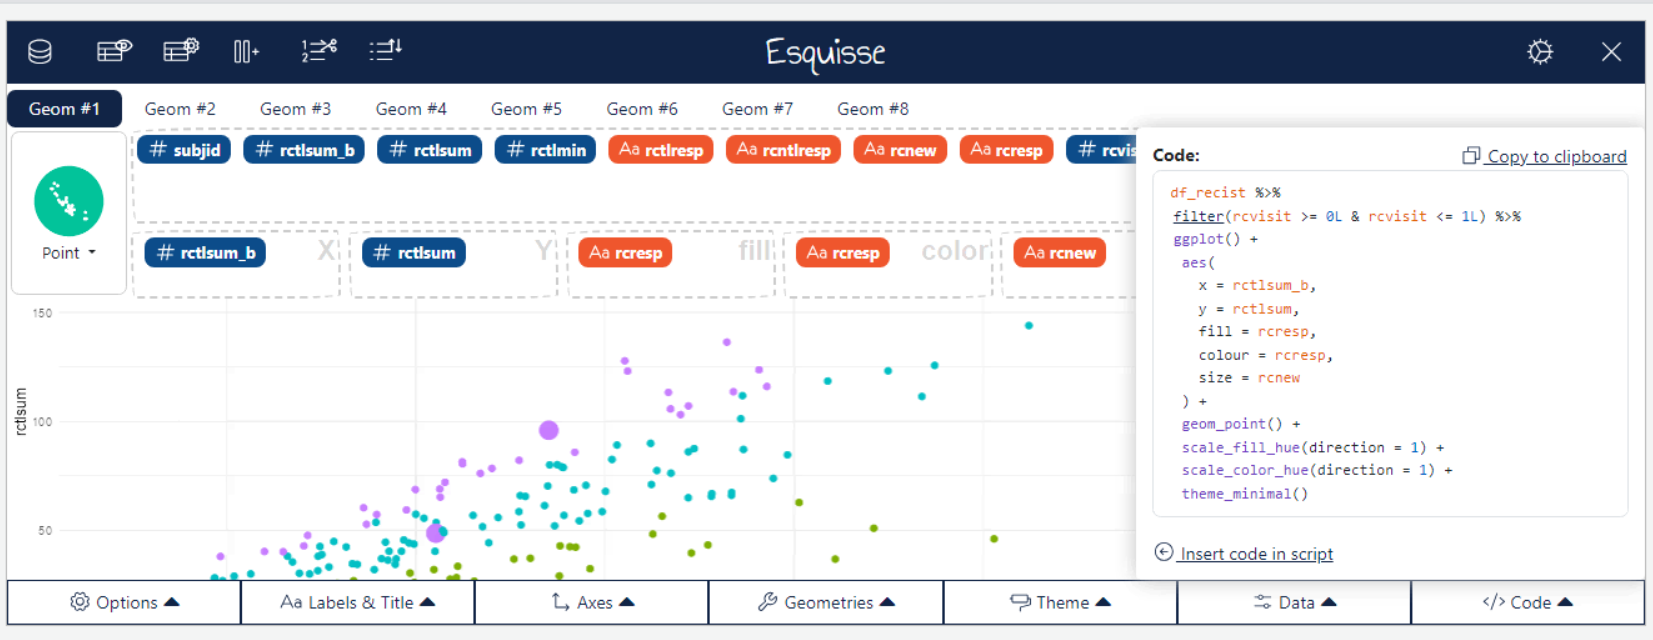 Esquisse
Geom #1 Geom #2 Geom #3 Geom #4 Geom #5 Geom #6 Geom #7 Geom #8
# subjid # rctlsum_b # rctlsum # rctlmin Aa rctlresp Aa rcntlresp Aa rcnew Aa rcresp # rcvis
Point
# rctlsum_b X # rctlsum Y Aa rcresp fill Aa rcresp color Aa rcnew
150
100
50
rctlsum
Code: Copy to clipboard
df_recist %>%
filter(rcvisit >= 0L & rcvisit <= 1L) %>%
ggplot() +
aes(
x = rctlsum_b,
y = rctlsum,
fill = rcresp,
colour = rcresp,
size = rcnew
) +
geom_point() +
scale_fill_hue(direction = 1) +
scale_color_hue(direction = 1) +
theme_minimal()
Insert code in script
Options Aa Labels & Title Axes Geometries Theme Data </> Code